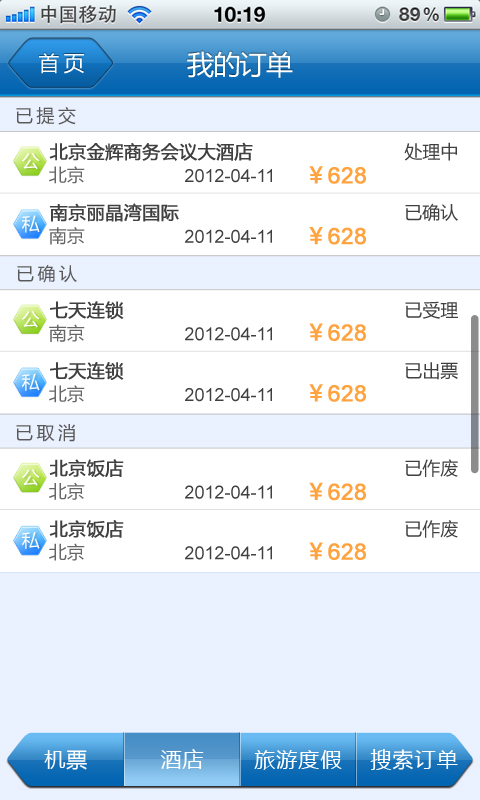 中国移动 10:19 89%
首页 我的订单
已提交
公 北京金辉商务会议大酒店 处理中
北京 2012-04-11 ¥628
私 南京丽晶湾国际 已确认
南京 2012-04-11 ¥628
已确认
公 七天连锁 已受理
南京 2012-04-11 ¥628
私 七天连锁 已出票
北京 2012-04-11 ¥628
已取消
公 北京饭店 已作废
北京 2012-04-11 ¥628
私 北京饭店 已作废
北京 2012-04-11 ¥628
机票 酒店 旅游度假 搜索订单